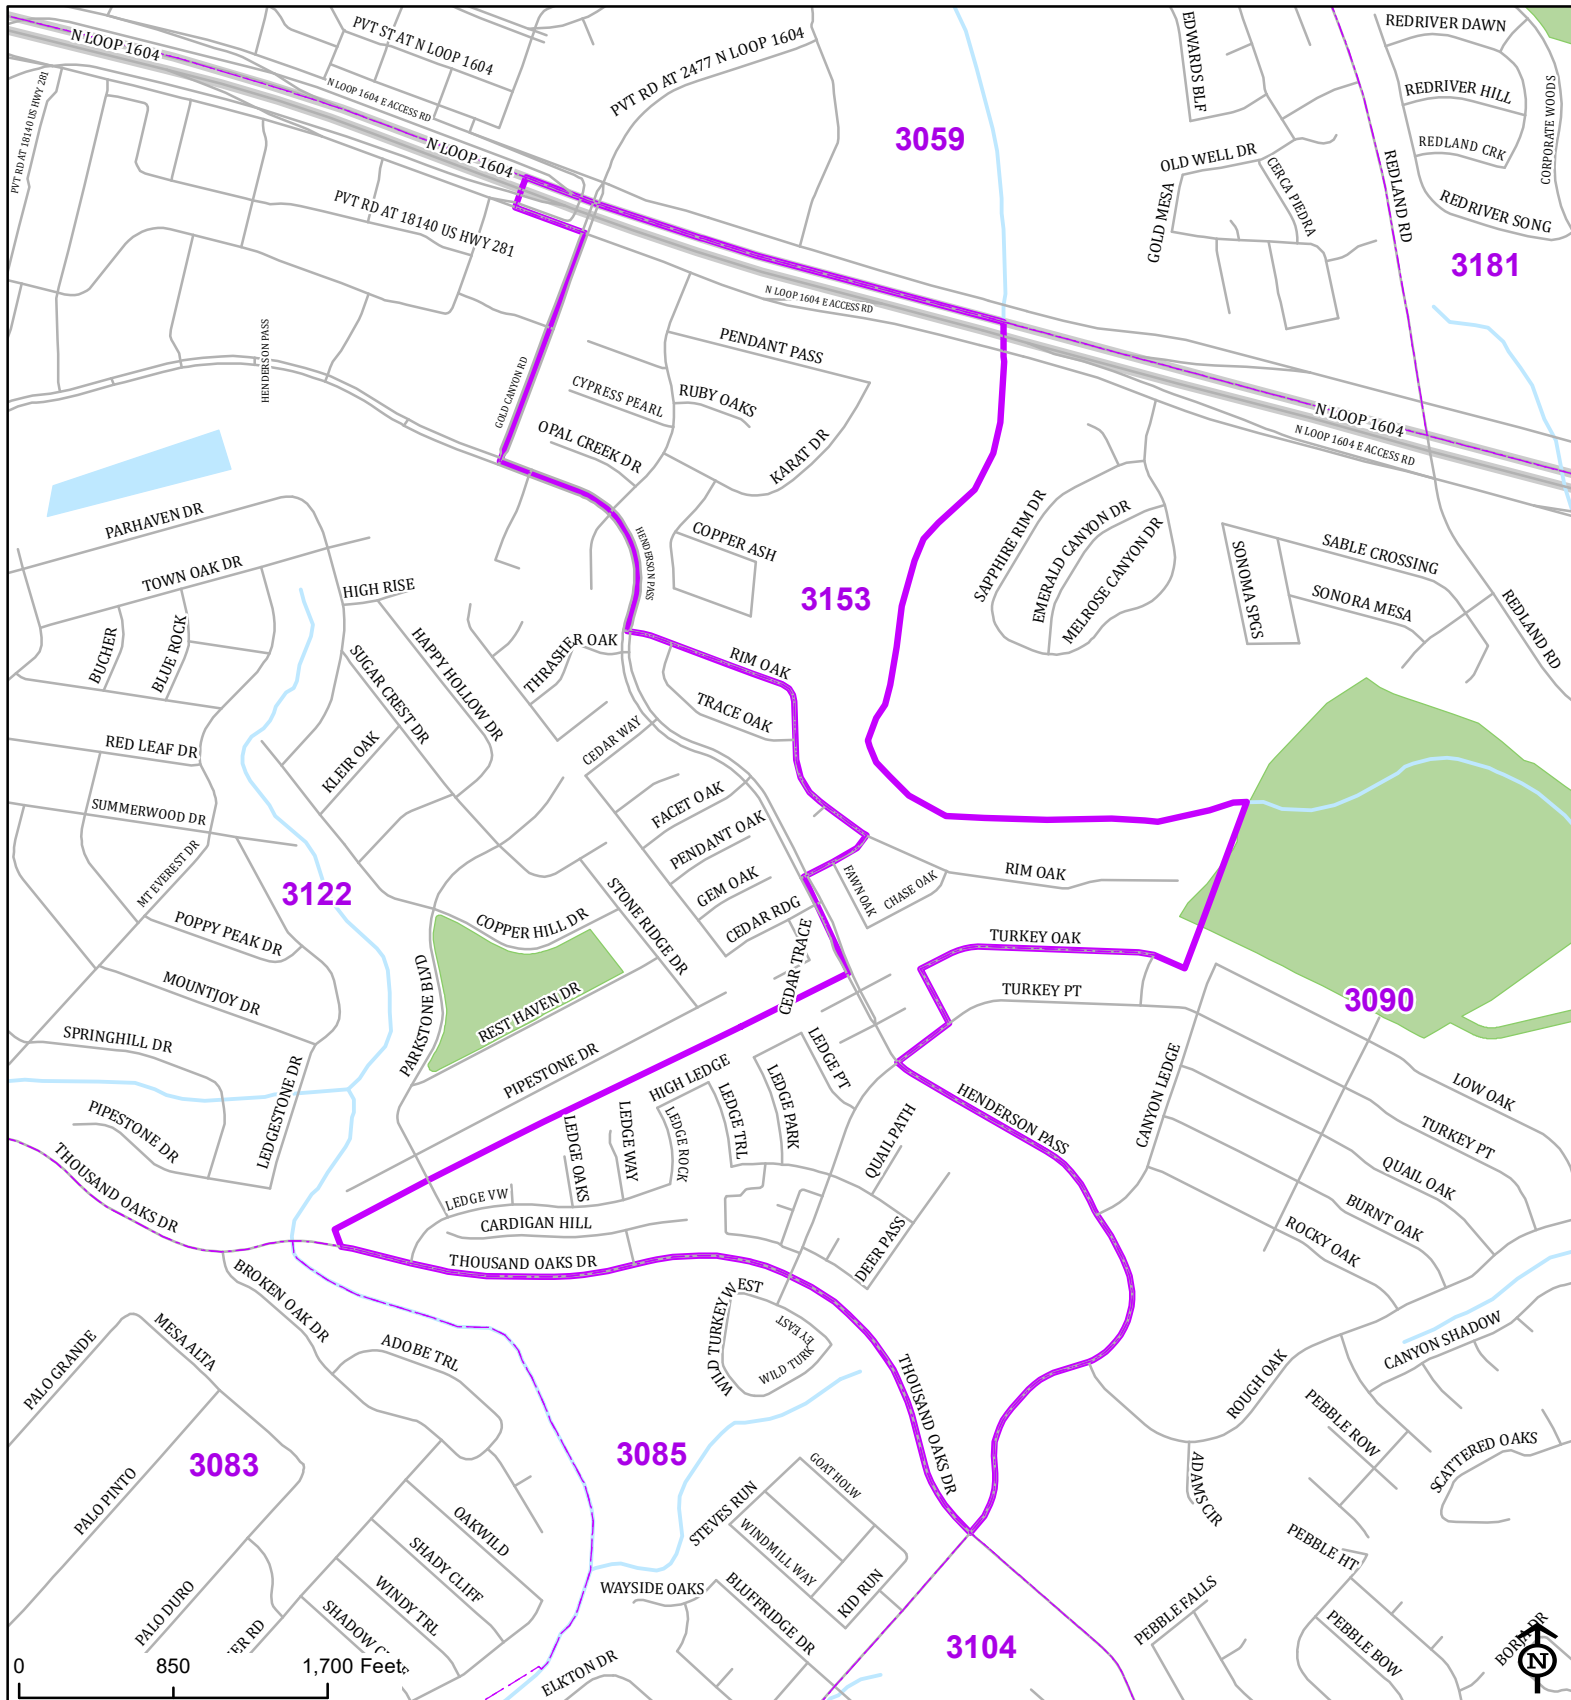 PVT ST AT N LOOP 1604
N LOOP 1604
N LOOP 1604 E ACCESS RD
PVT RD AT 2477 N LOOP 1604
EDWARDS BLF
REDRIVER DAWN
REDRIVER HILL
CORPORATE WOODS
REDLAND CRK
REDRIVER SONG
3059
OLD WELL DR
CERCA PIEDRA
GOLD MESA
REDLAND RD
3181
PVT RD AT 18140 US HWY 281
N LOOP 1604
PVT RD AT 18140 US HWY 281
N LOOP 1604 E ACCESS RD
HENDERSON PASS
GOLD CANYON RD
PENDANT PASS
CYPRESS PEARL
RUBY OAKS
OPAL CREEK DR
KARAT DR
N LOOP 1604
N LOOP 1604 E ACCESS RD
PARHAVEN DR
TOWN OAK DR
HIGH RISE
HENDERSON PASS
COPPER ASH
3153
SAPPHIRE RIM DR
EMERALD CANYON DR
MELROSE CANYON DR
SONOMA SPGS
SABLE CROSSING
SONORA MESA
REDLAND RD
BUCHER
BLUE ROCK
HAPPY HOLLOW DR
SUGAR CREST DR
THRASHER OAK
RIM OAK
TRACE OAK
RED LEAF DR
KLEIR OAK
CEDAR WAY
SUMMERWOOD DR
FACET OAK
PENDANT OAK
GEM OAK
CEDAR RDG
MT EVEREST DR
3122
STONE RIDGE DR
FAWN OAK
CHASE OAK
RIM OAK
POPPY PEAK DR
COPPER HILL DR
TURKEY OAK
CEDAR TRACE
PARKSTONE BLVD
MOUNTJOY DR
REST HAVEN DR
TURKEY PT
3090
SPRINGHILL DR
PIPESTONE DR
LEDGE PT
HIGH LEDGE
LEDGESTONE DR
PIPESTONE DR
LEDGE OAKS
LEDGE WAY
LEDGE ROCK
LEDGE TRL
LEDGE PARK
QUAIL PATH
HENDERSON PASS
CANYON LEDGE
LOW OAK
TURKEY PT
QUAIL OAK
BURNT OAK
ROCKY OAK
THOUSAND OAKS DR
LEDGE VW
CARDIGAN HILL
THOUSAND OAKS DR
DEER PASS
BROKEN OAK DR
ADOBE TRL
MESA ALTA
PALO GRANDE
WILD TURKEY WEST
EY EAST
WILD TURK
THOUSAND OAKS DR
CANYON SHADOW
ROUGH OAK
PEBBLE ROW
SCATTERED OAKS
3083
3085
PALO PINTO
OAKWILD
SHADY CLIFF
WINDY TRL
STEVES RUN
GOAT HOLW
WINDMILL WAY
KID RUN
ADAMS CIR
PEBBLE HT
PALO DURO
ER RD
WAYSIDE OAKS
BLUFFRIDGE DR
ELKTON DR
3104
PEBBLE FALLS
PEBBLE BOW
N
0 850 1,700 Feet